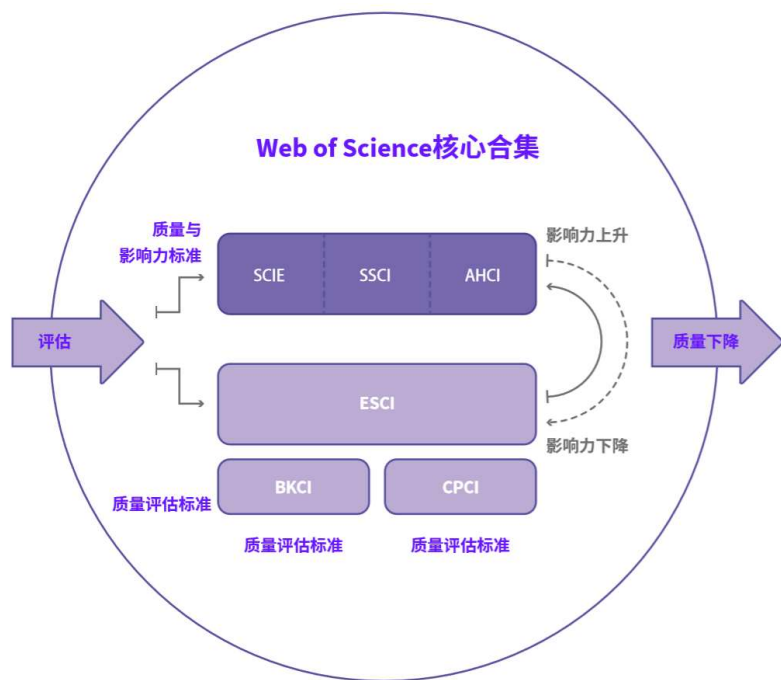 Web of Science核心合集
质量与
影响力标准
影响力上升
SCIE
SSCI
AHCI
评估
质量下降
ESCI
影响力下降
BKCI
CPCI
质量评估标准
质量评估标准
质量评估标准